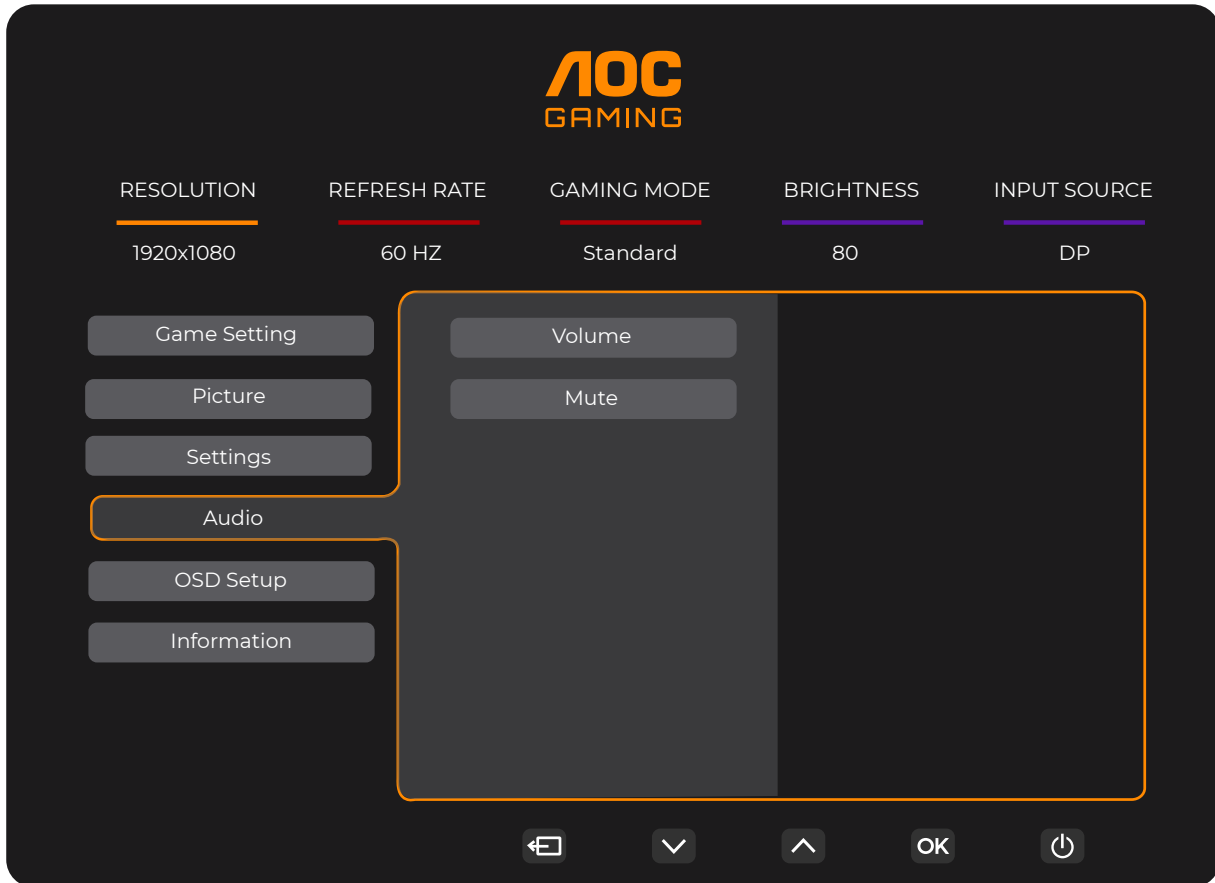 AOC
GAMING
RESOLUTION REFRESH RATE GAMING MODE BRIGHTNESS INPUT SOURCE
1920x1080 60 HZ Standard 80 DP
Game Setting Volume
Picture Mute
Settings
Audio
OSD Setup
Information
OK